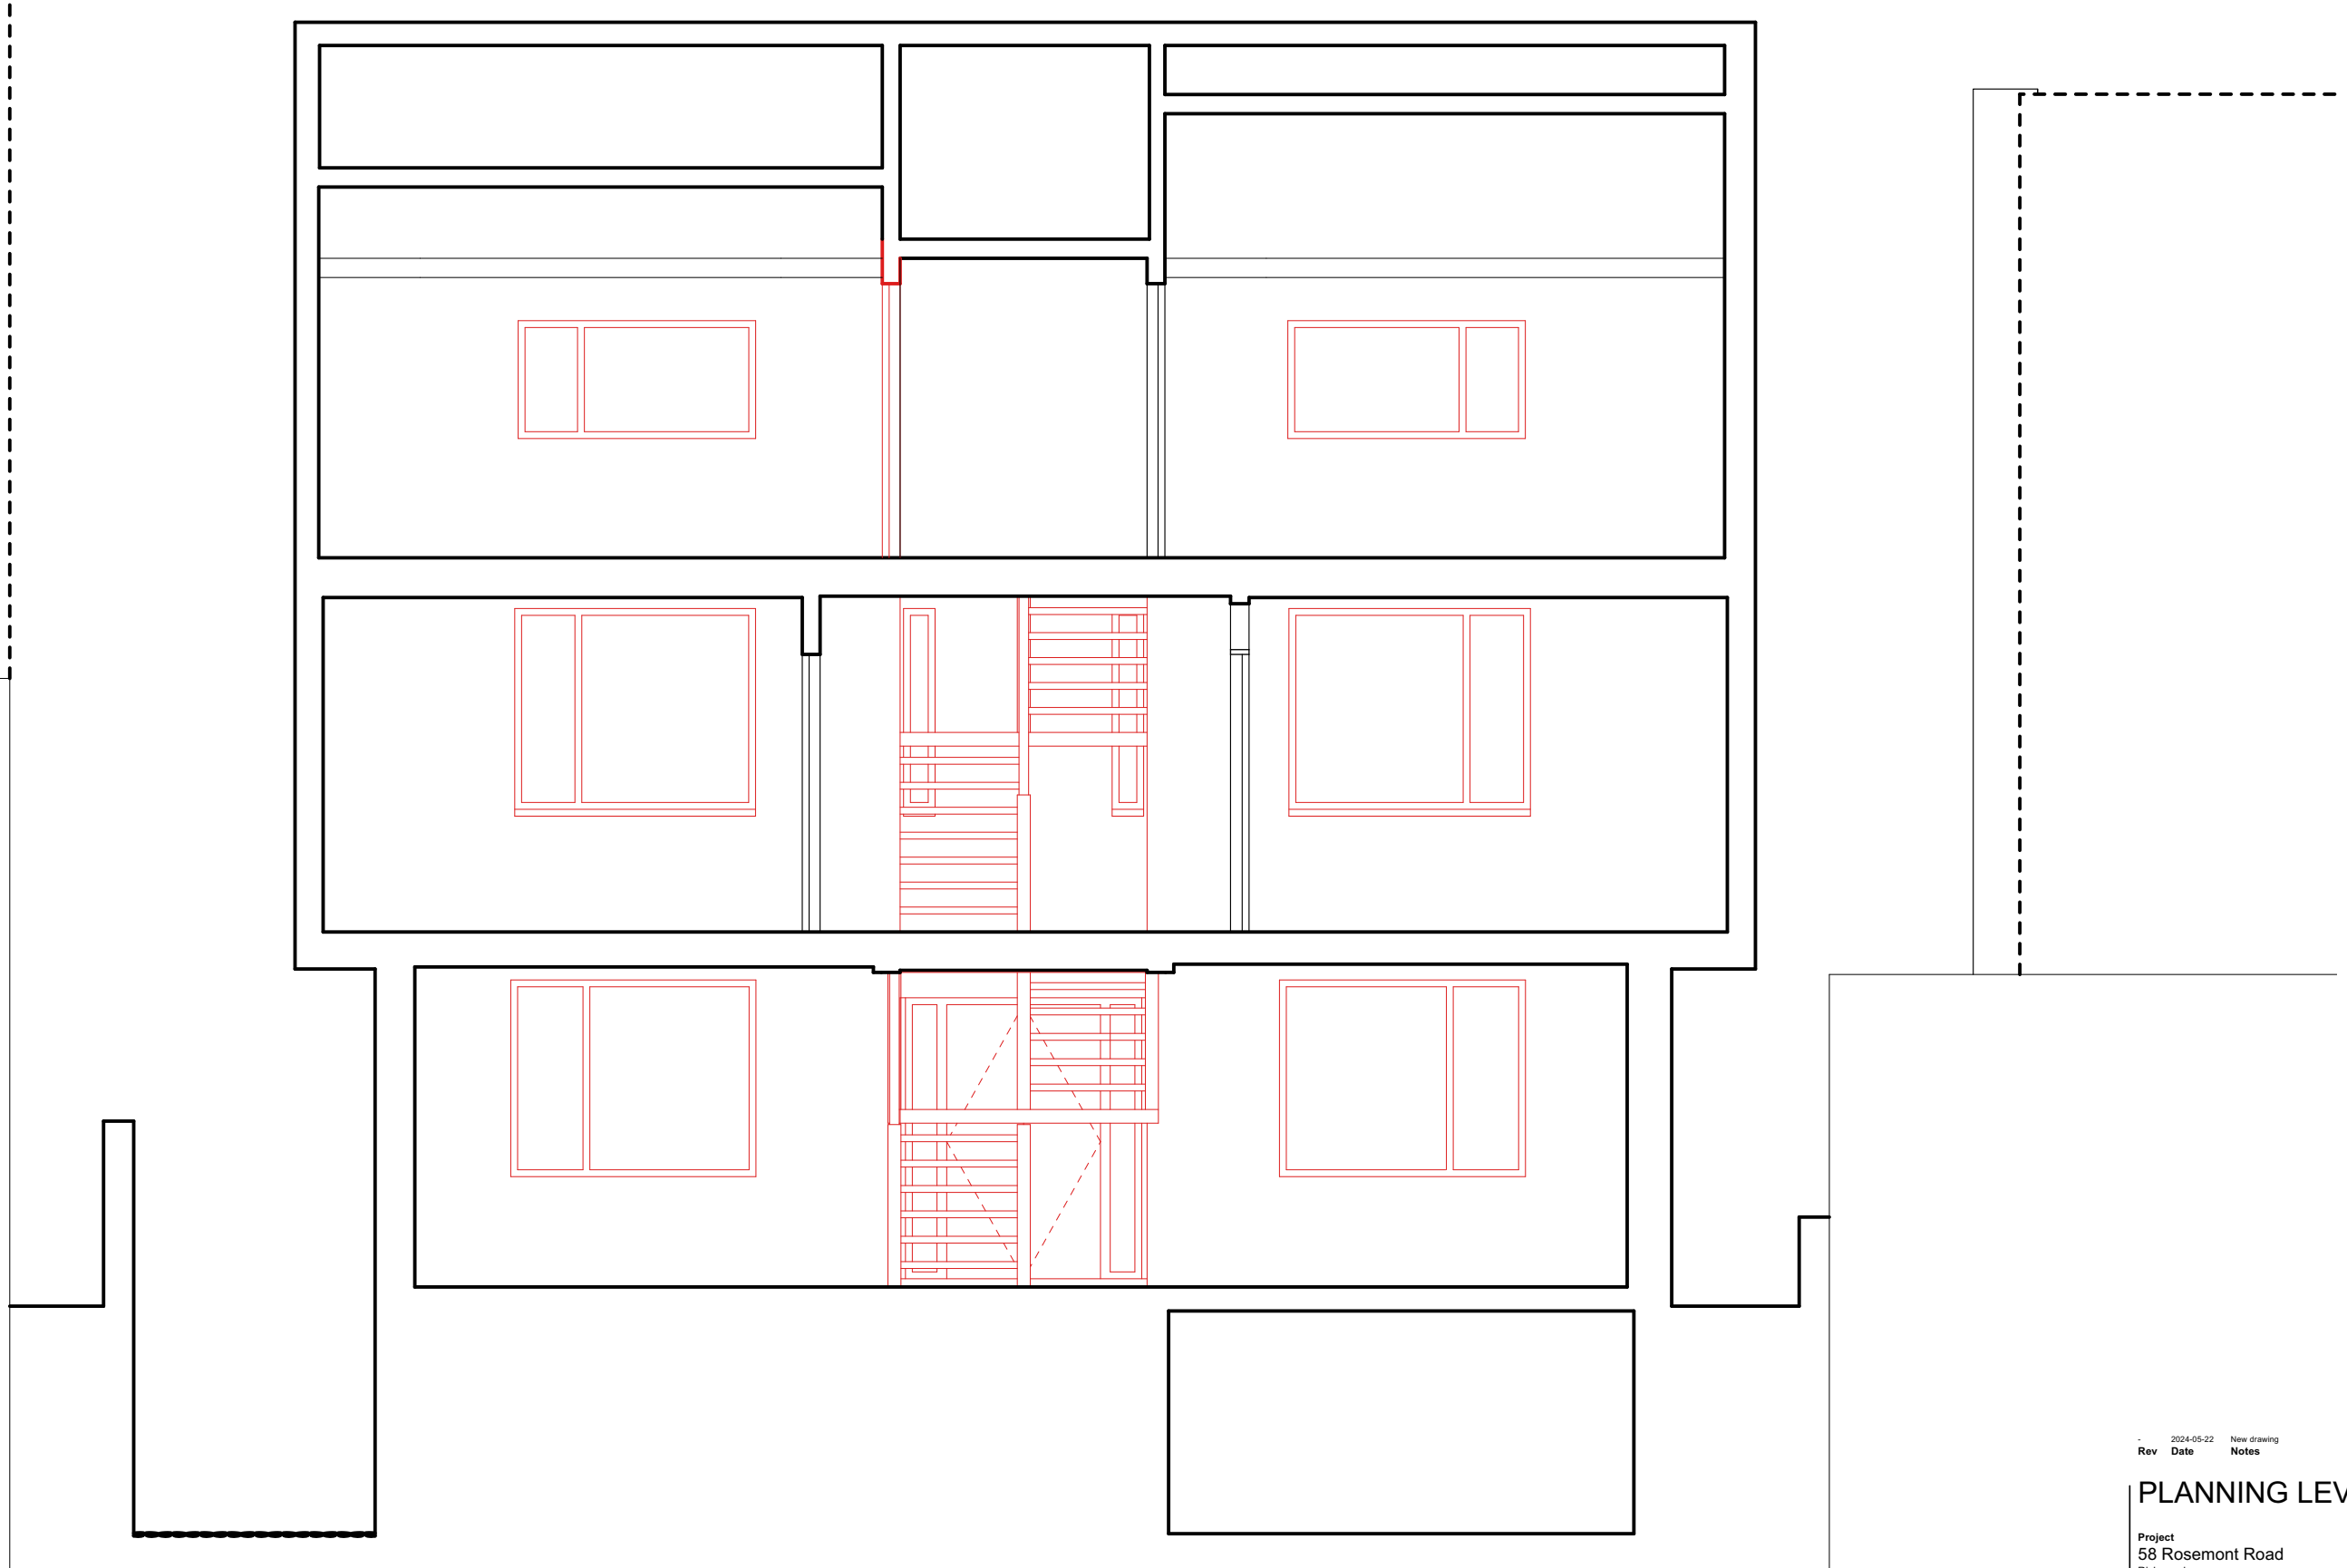 - 2024-05-22 New drawing
Rev Date Notes
PLANNING LEV
Project
58 Rosemont Road